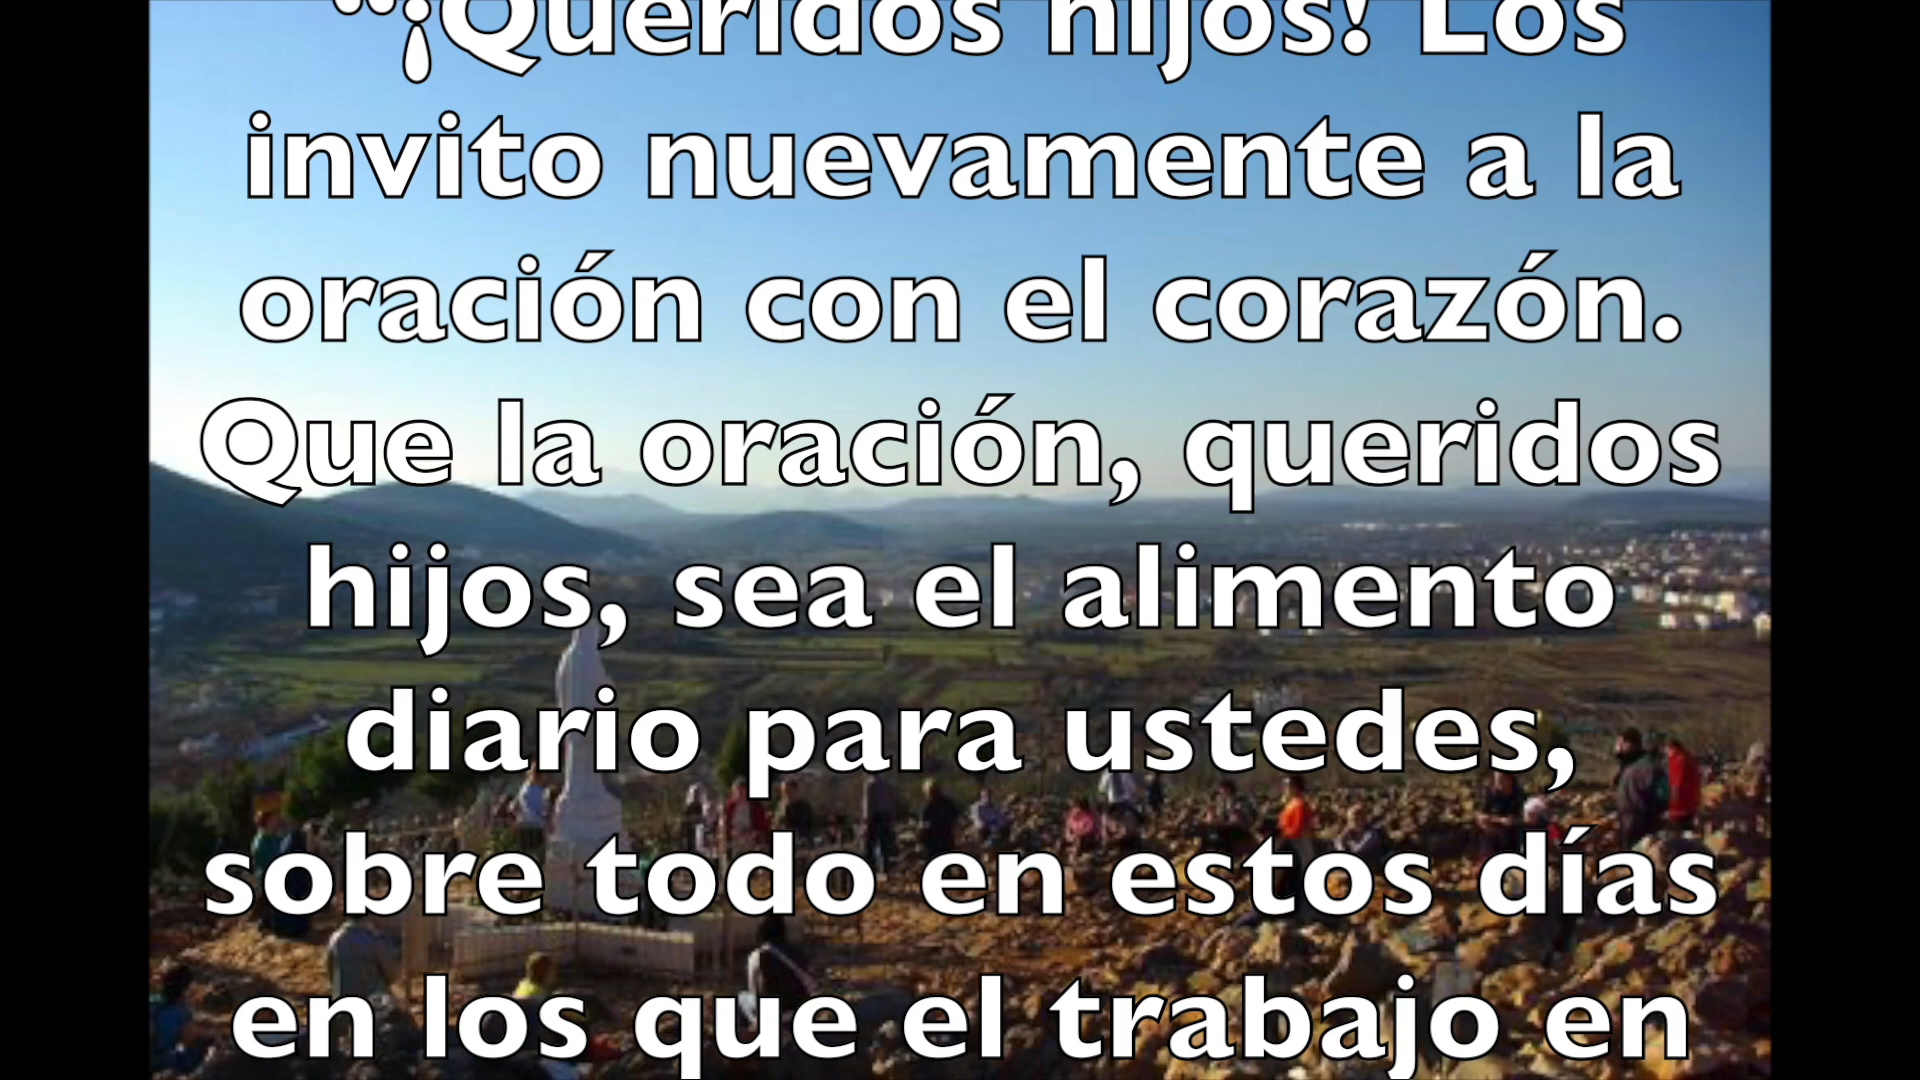 “¡Queridos hijos! Los
invito nuevamente a la
oración con el corazón.
Que la oración, queridos
hijos, sea el alimento
diario para ustedes,
sobre todo en estos días
en los que el trabajo en